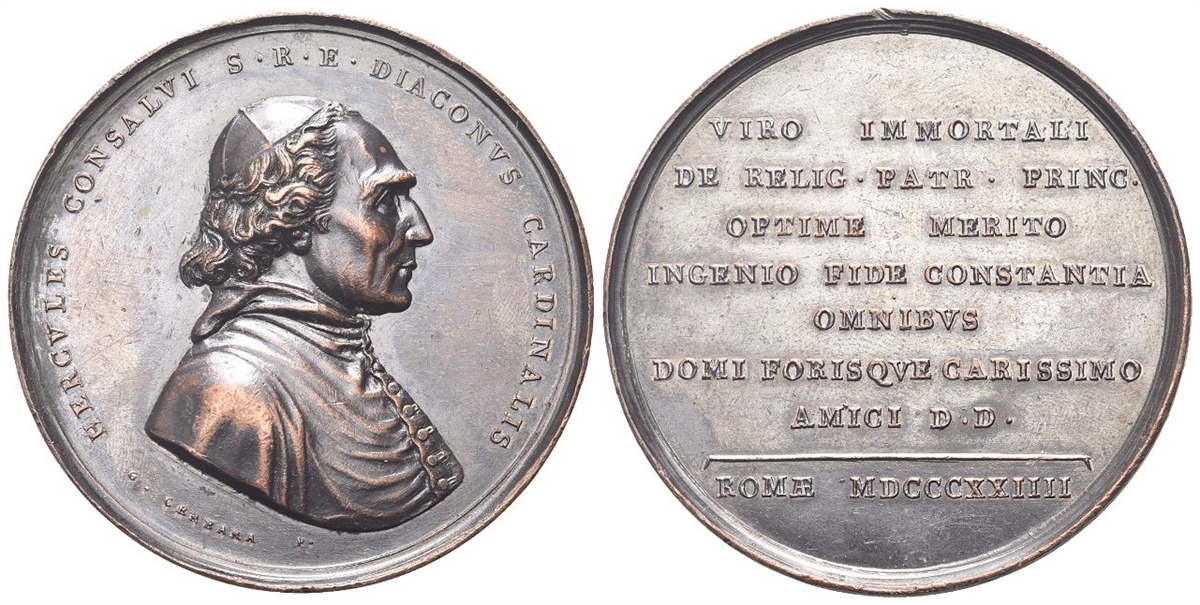 HERCVLES CONSALVI S·R·E·DIACONVS CARDINALIS
G. CERBARA F.
VIRO IMMORTALI
DE RELIG·PATR·PRINC·
OPTIME MERITO
INGENIO FIDE CONSTANTIA
OMNIBVS
DOMI FORISQVE CARISSIMO
AMICI D.D.
ROMÆ MDCCCXXIIII